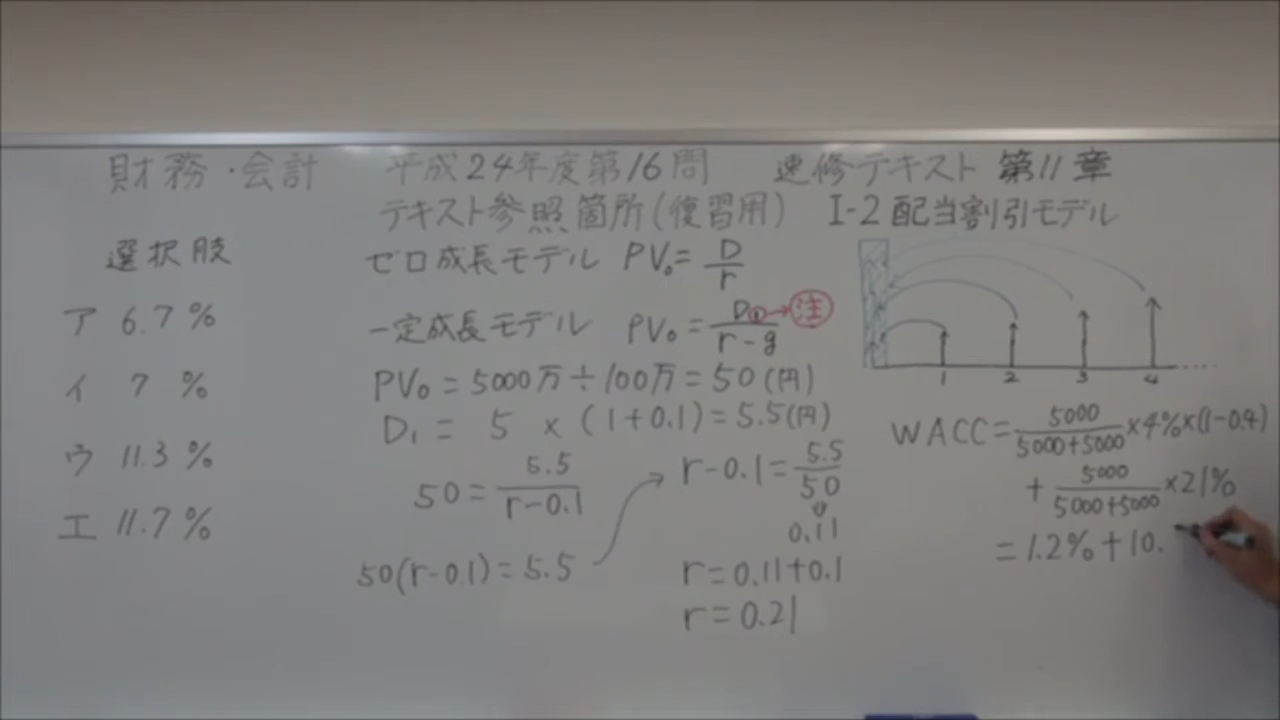 財務・会計 平成24年度第16問 速修テキスト 第11章
テキスト参照箇所(復習用) I-2 配当割引モデル
選択肢
ア 6.7%
イ 7 %
ウ 11.3 %
エ 11.7%
ゼロ成長モデル PV₀=D/r
一定成長モデル PV₀=D₁/(r-g) → 注
PV₀=5000万÷100万=50(円)
D₁= 5 ×(1+0.1)=5.5(円)
50=5.5/(r-0.1)
50(r-0.1)=5.5
r-0.1=5.5/50
0.11
r=0.11+0.1
r=0.21
1 2 3 4
WACC=5000/(5000+5000)×4%×(1-0.4)
+5000/(5000+5000)×21%
=1.2%+10.